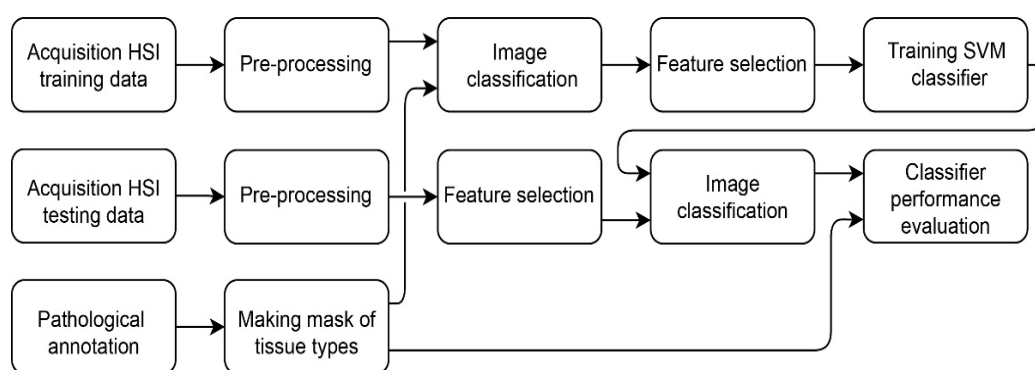 Acquisition HSI
training data
Pre-processing
Image
classification
Feature selection
Training SVM
classifier
Acquisition HSI
testing data
Pre-processing
Feature selection
Image
classification
Classifier
performance
evaluation
Pathological
annotation
Making mask of
tissue types